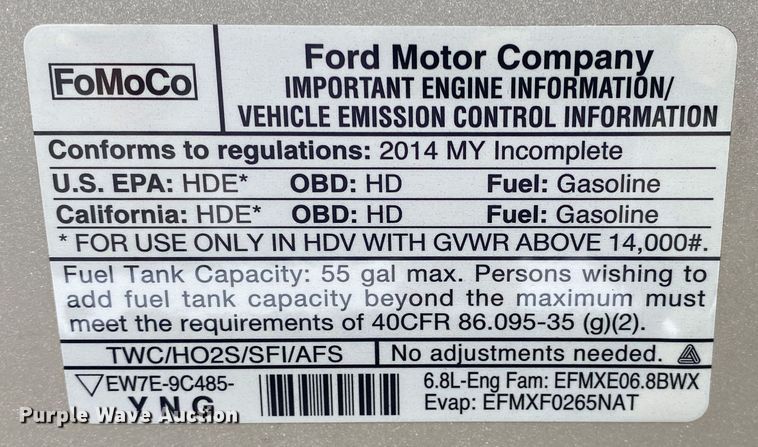 FoMoCo
Ford Motor Company
IMPORTANT ENGINE INFORMATION/
VEHICLE EMISSION CONTROL INFORMATION
Conforms to regulations: 2014 MY Incomplete
U.S. EPA: HDE* OBD: HD Fuel: Gasoline
California: HDE* OBD: HD Fuel: Gasoline
* FOR USE ONLY IN HDV WITH GVWR ABOVE 14,000#.
Fuel Tank Capacity: 55 gal max. Persons wishing to
add fuel tank capacity beyond the maximum must
meet the requirements of 40CFR 86.095-35 (g)(2).
TWC/HO2S/SFI/AFS No adjustments needed.
EW7E-9C485-
YNG
6.8L-Eng Fam: EFMXE06.8BWX
Evap: EFMXF0265NAT
Purple Wave Auction